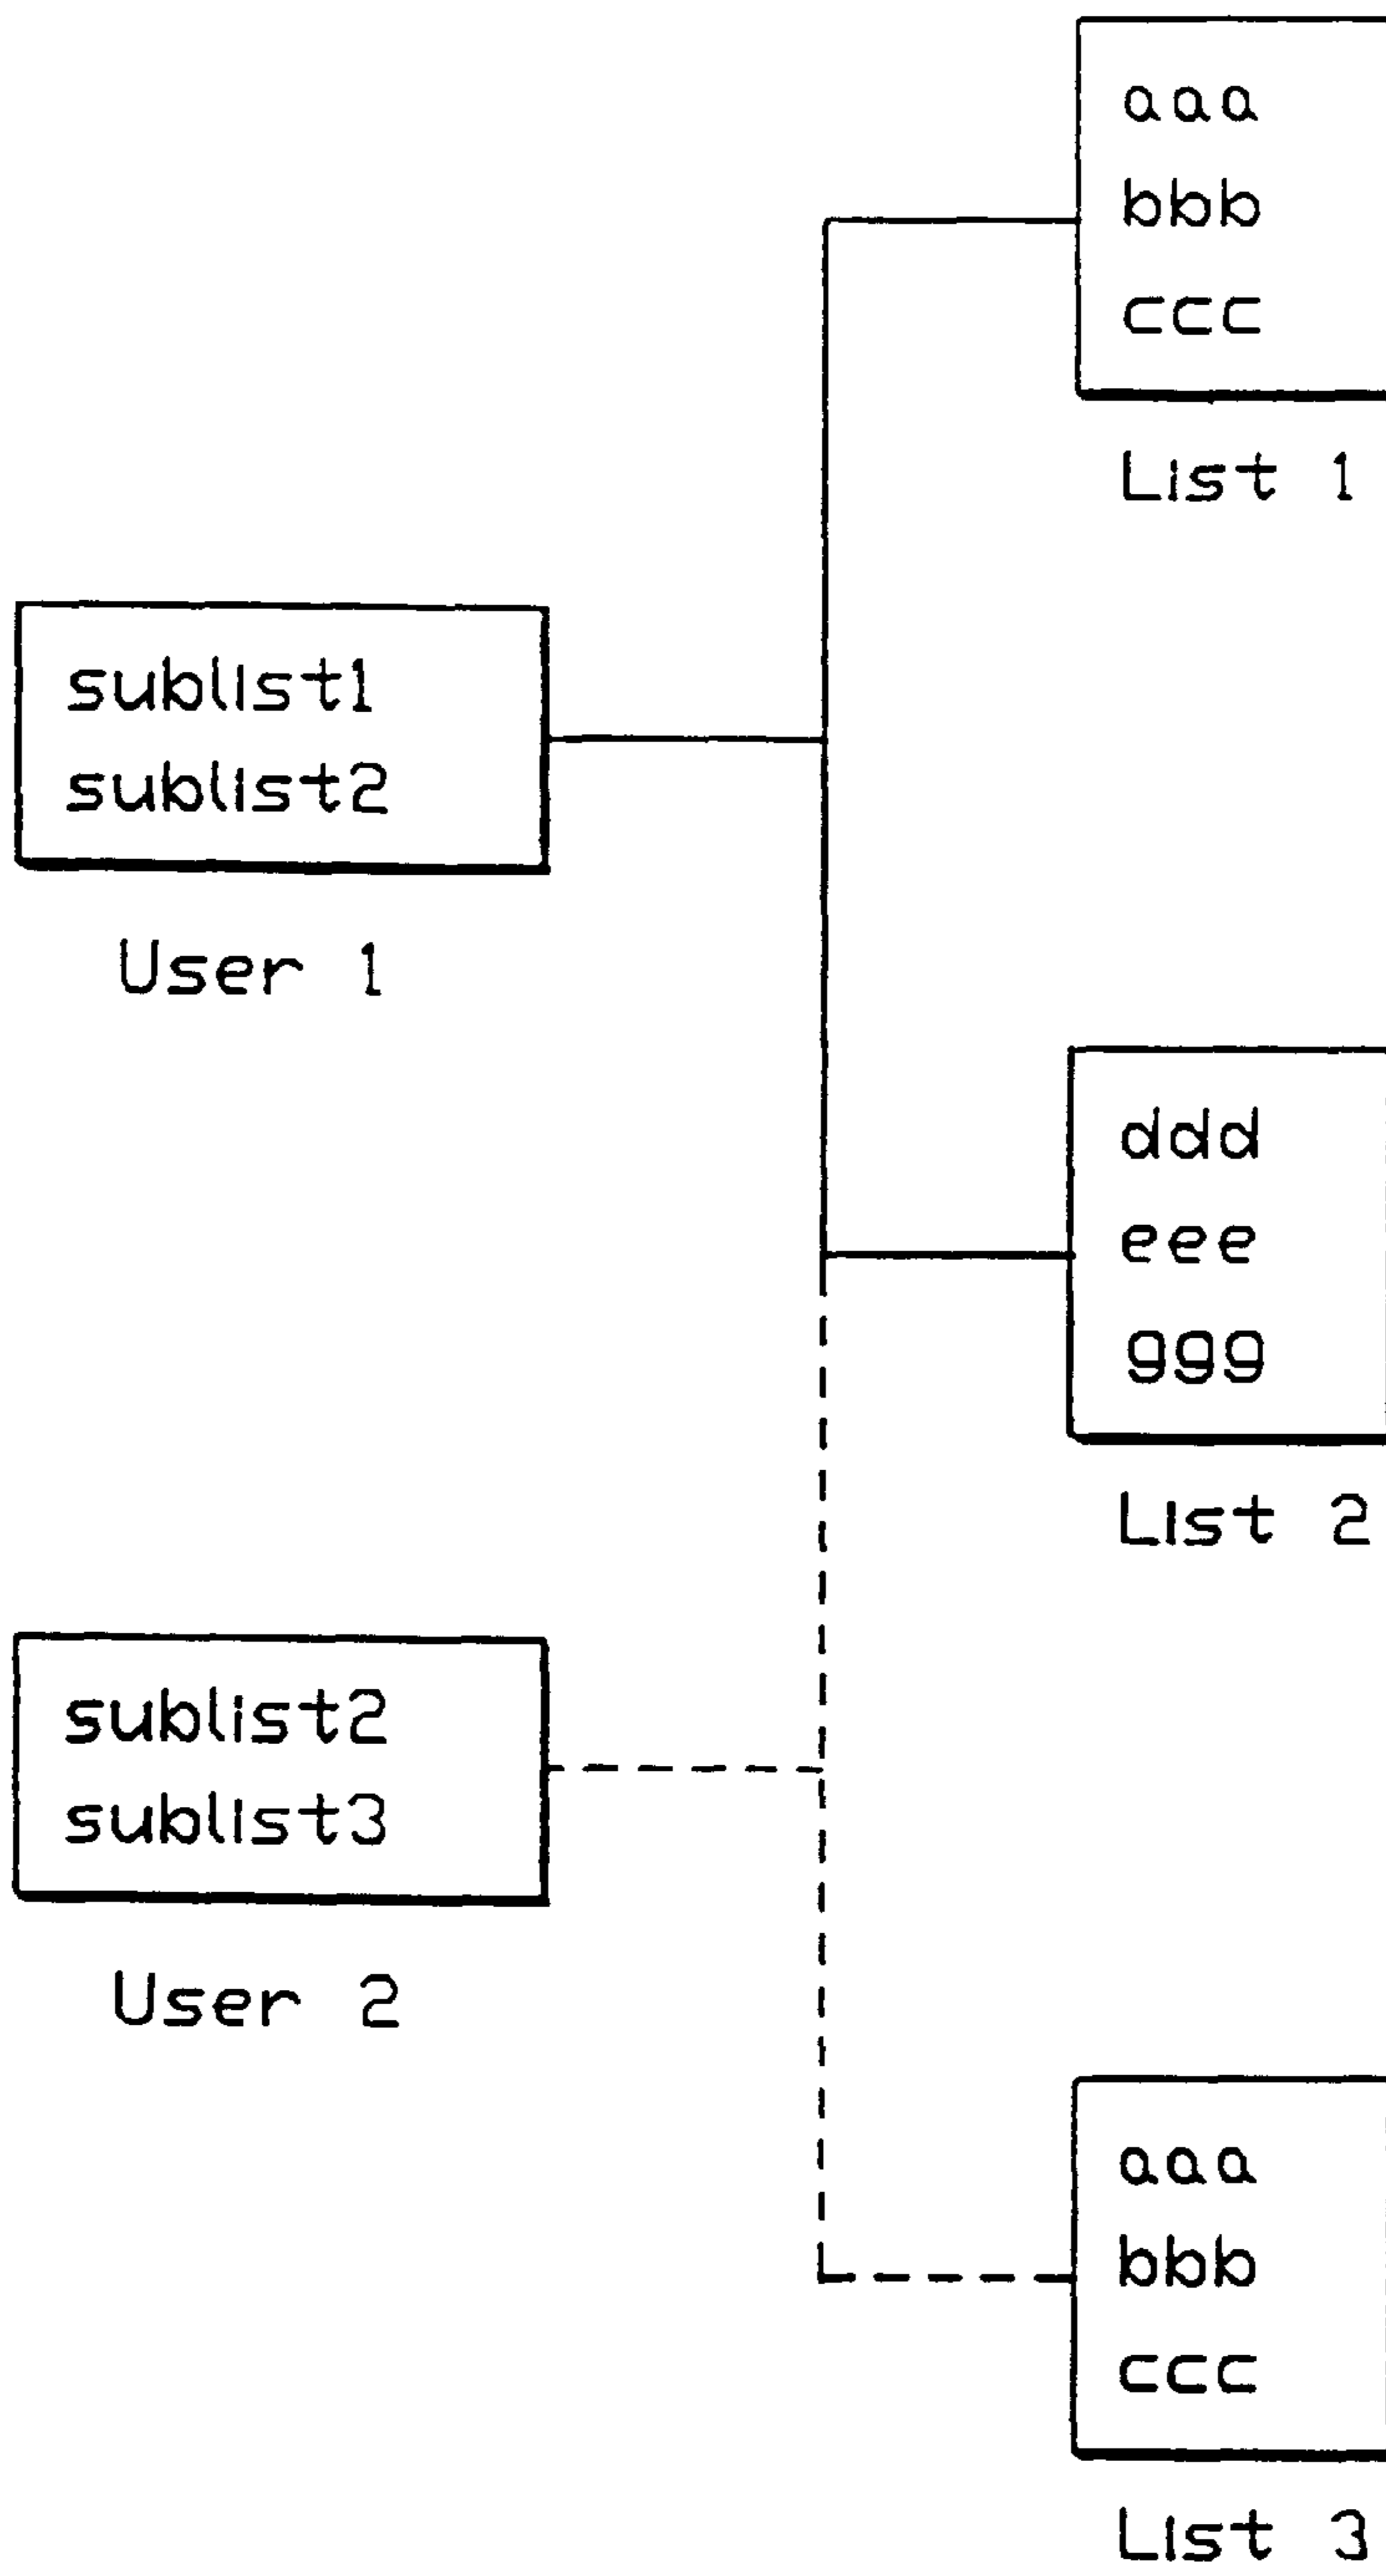 aaa
bbb
ccc
List 1
sublist1
sublist2
User 1
ddd
eee
ggg
List 2
sublist2
sublist3
User 2
aaa
bbb
ccc
List 3